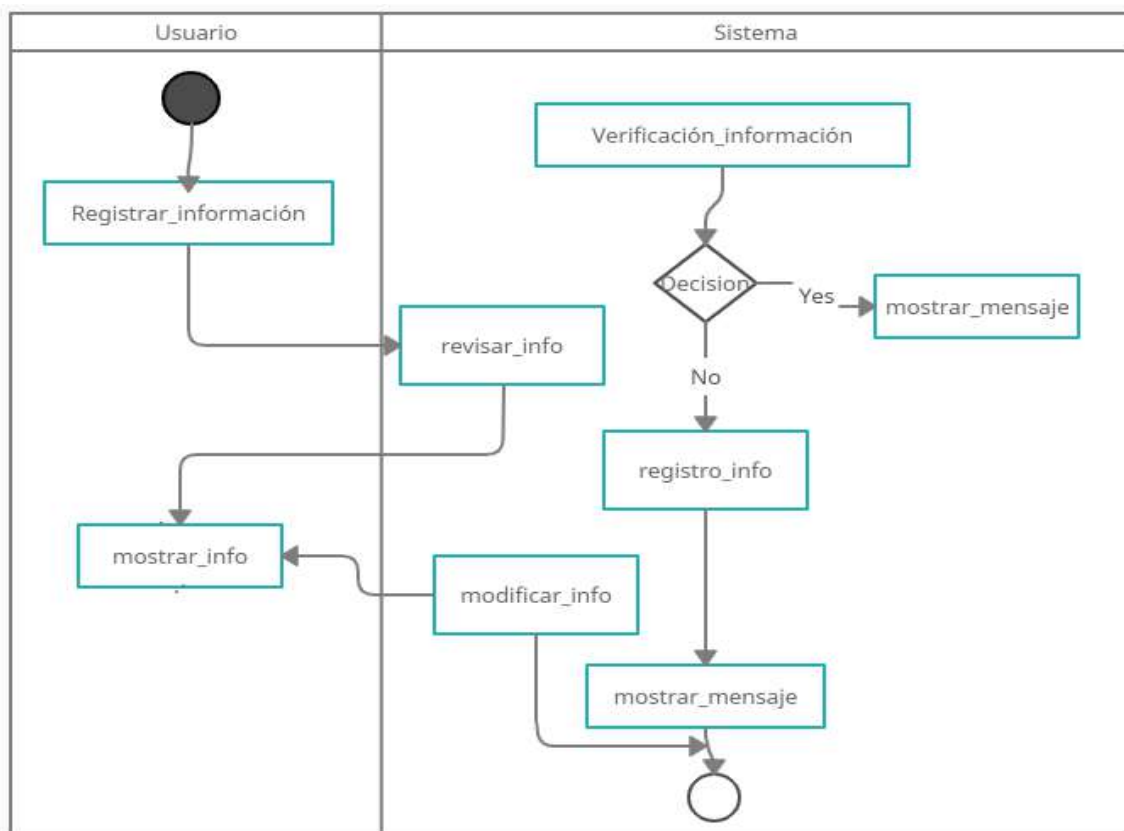 Usuario
Sistema
Verificación_información
Registrar_información
Decision
Yes
mostrar_mensaje
revisar_info
No
registro_info
mostrar_info
modificar_info
mostrar_mensaje